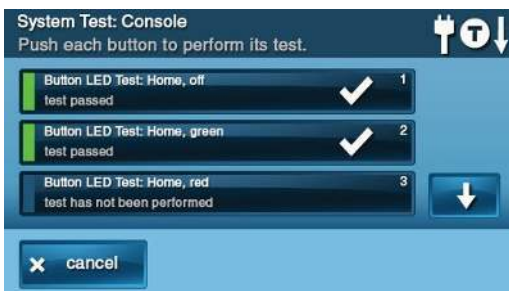 System Test: Console
Push each button to perform its test.
T
Button LED Test: Home, off
1
test passed
Button LED Test: Home, green
2
test passed
Button LED Test: Home, red
3
test has not been performed
cancel